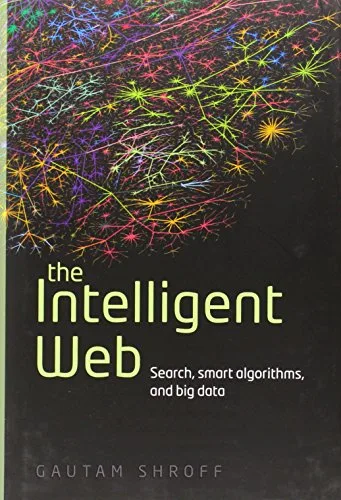 the
Intelligent
Web
Search, smart algorithms,
and big data
GAUTAM SHROFF